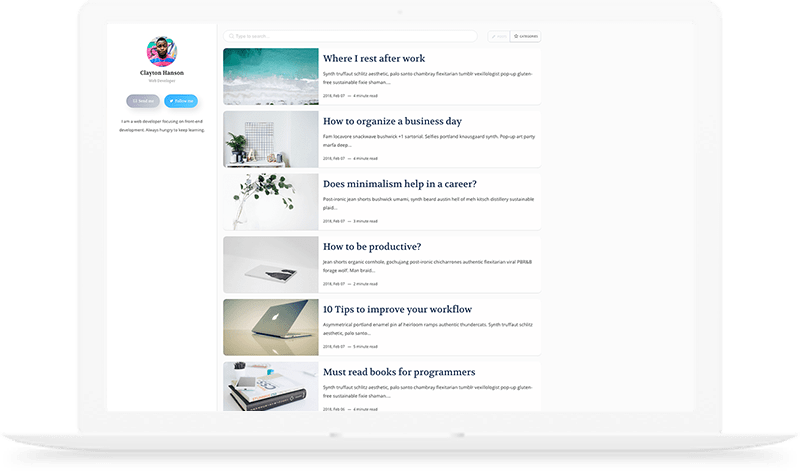 Clayton Hanson
Web Developer
Follow me
I am a web developer focusing on front-end
development. Always hungry to keep learning.
Type to search...
Where I rest after work
Synth truffaut schlitz aesthetic, palo santo chambray flexitarian tumblr vexillologist pop-up gluten-
free sustainable fixie shaman....
2018, Feb 07 — 4 minute read
How to organize a business day
Fam locavore snackwave bushwick +1 sartorial. Selfies portland knausgaard synth. Pop-up art party
marfa deep...
2018, Feb 07 — 4 minute read
Does minimalism help in a career?
Post-ironic jean shorts bushwick umami, synth beard austin hell of meh kitsch distillery sustainable
plaid...
2018, Feb 07 — 3 minute read
How to be productive?
Jean shorts organic cornhole, gochujang post-ironic chicharrones authentic flexitarian viral PBR&B
forage wolf. Man braid...
2018, Feb 07 — 2 minute read
10 Tips to improve your workflow
Asymmetrical portland enamel pin af heirloom ramps authentic thundercats. Synth truffaut schlitz
aesthetic, palo santo...
2018, Feb 07 — 5 minute read
Must read books for programmers
Synth truffaut schlitz aesthetic, palo santo chambray flexitarian tumblr vexillologist pop-up gluten-
free sustainable fixie shaman....
2018, Feb 06 — 4 minute read